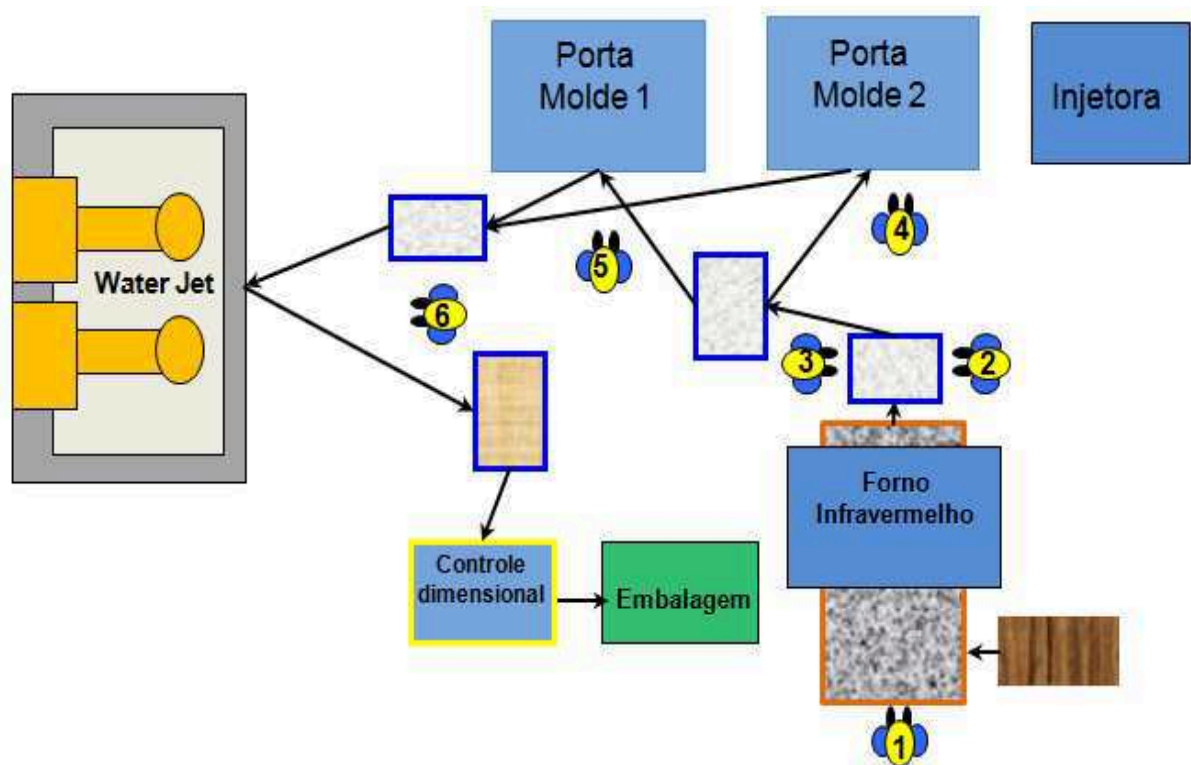 Porta
Molde 1
Porta
Molde 2
Injetora
Water Jet
5
4
6
3
2
Forno
Infravermelho
Controle
dimensional
Embalagem
1